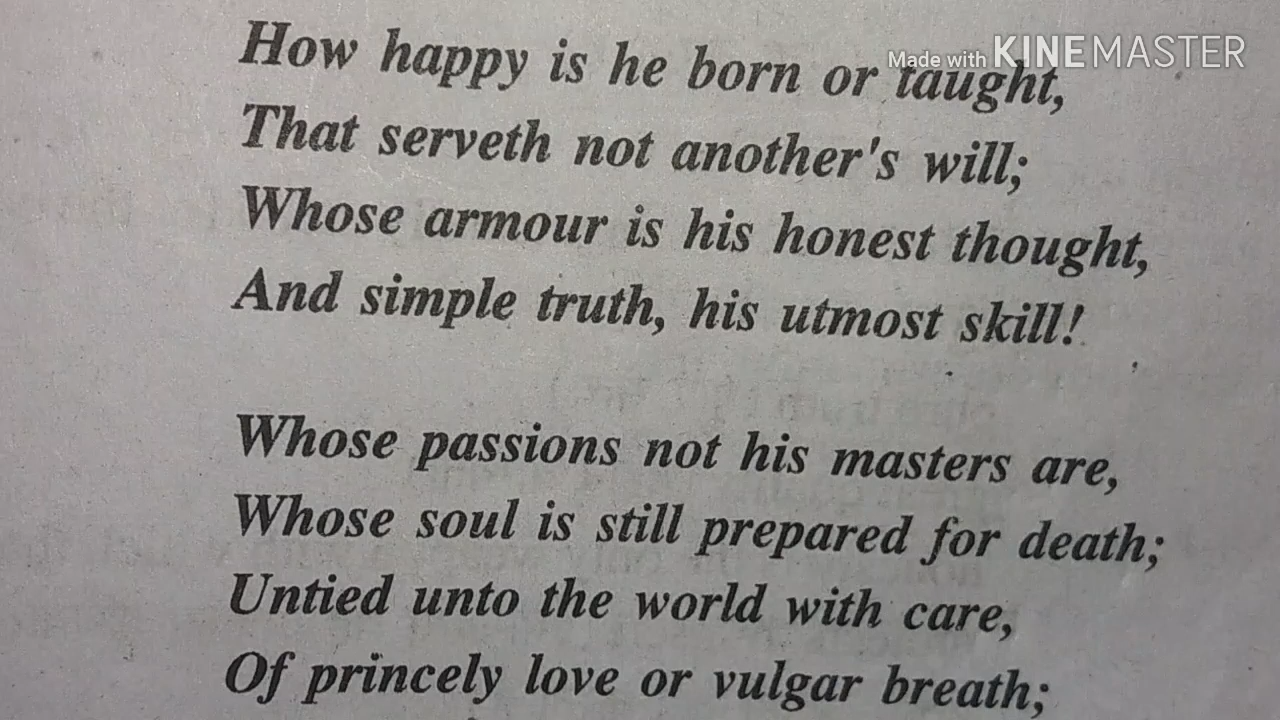 Made with KINEMASTER
How happy is he born or taught,
That serveth not another's will;
Whose armour is his honest thought,
And simple truth, his utmost skill!
Whose passions not his masters are,
Whose soul is still prepared for death;
Untied unto the world with care,
Of princely love or vulgar breath;